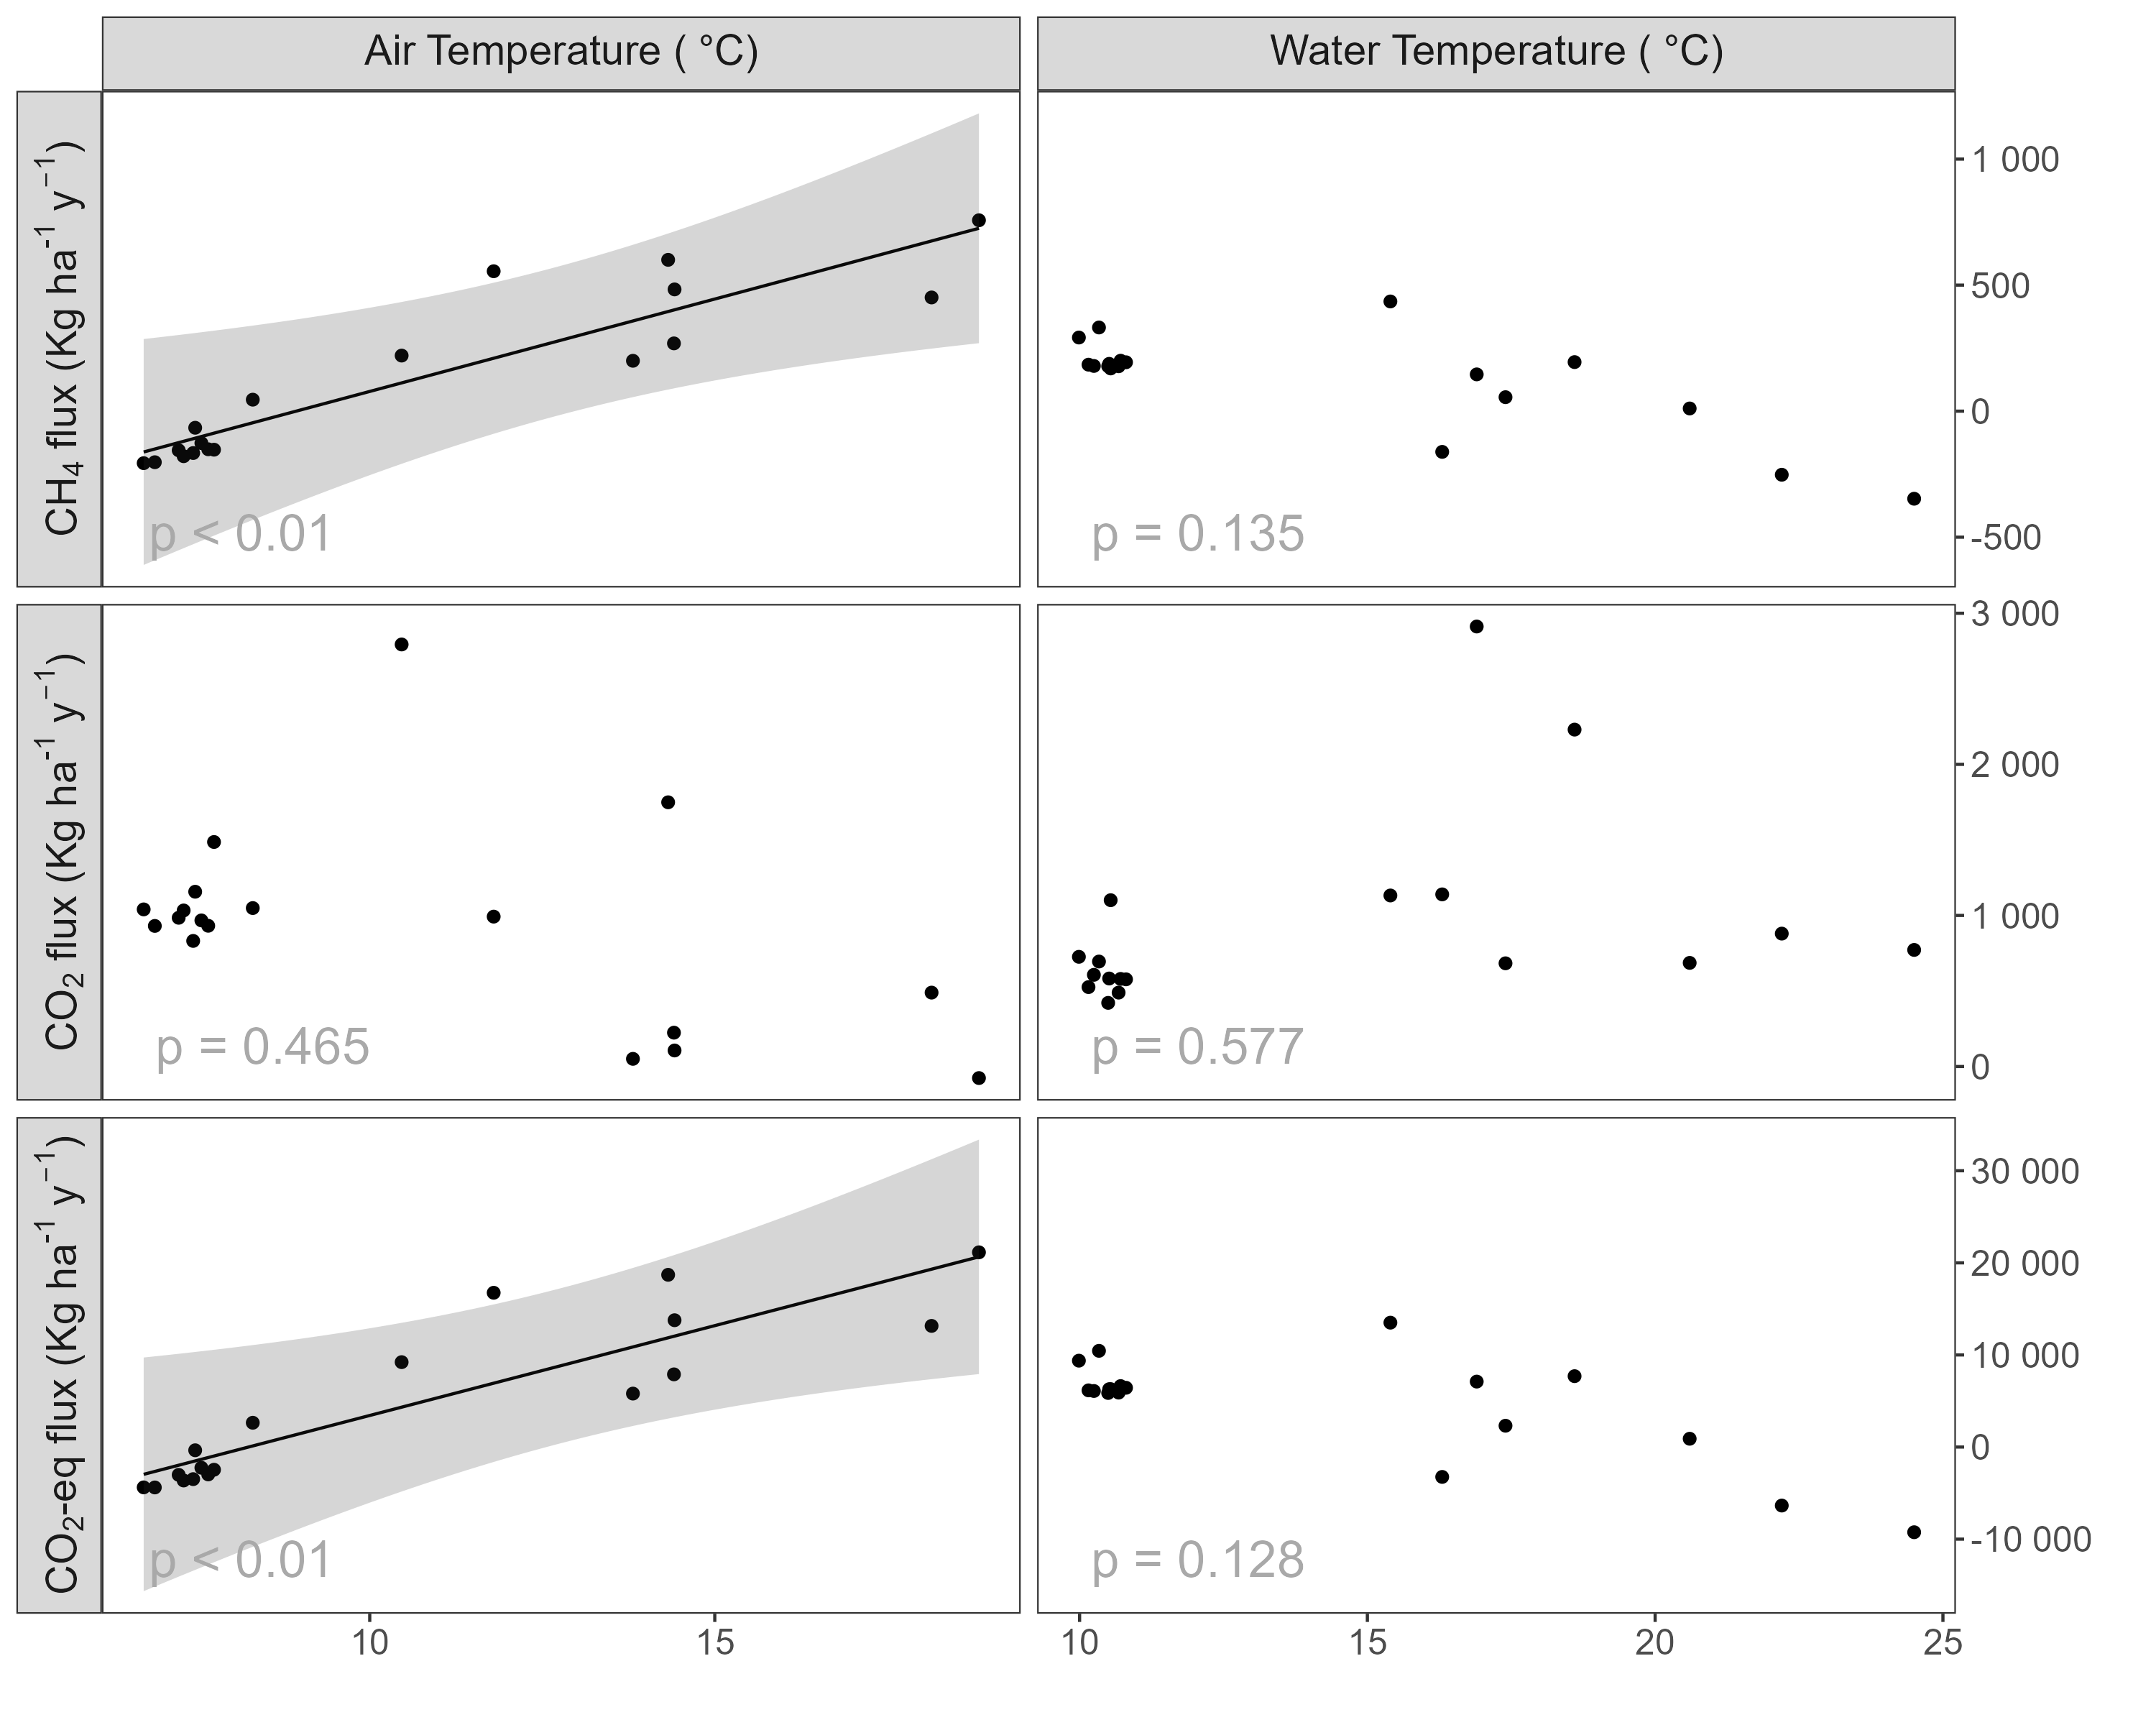 Air Temperature ( °C)
Water Temperature ( °C)
CH₄ flux (Kg ha⁻¹ y⁻¹)
p < 0.01
p = 0.135
1 000
500
0
-500
CO₂ flux (Kg ha⁻¹ y⁻¹)
p = 0.465
p = 0.577
3 000
2 000
1 000
0
CO₂-eq flux (Kg ha⁻¹ y⁻¹)
p < 0.01
p = 0.128
30 000
20 000
10 000
0
-10 000
10 15
10 15 20 25